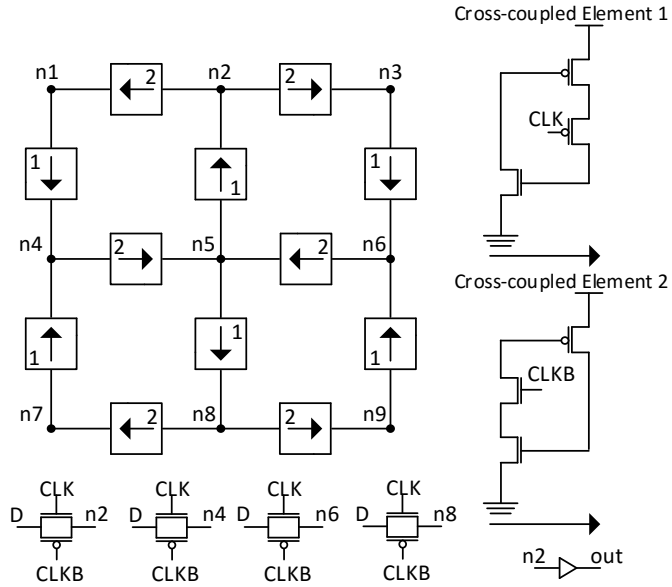 Cross-coupled Element 1
n1 2 n2 2 n3
CLK
1 1 1
n4 2 n5 2 n6
Cross-coupled Element 2
1 1 1
CLKB
n7 2 n8 2 n9
CLK CLK CLK CLK
D n2 D n4 D n6 D n8
CLKB CLKB CLKB CLKB
n2 out